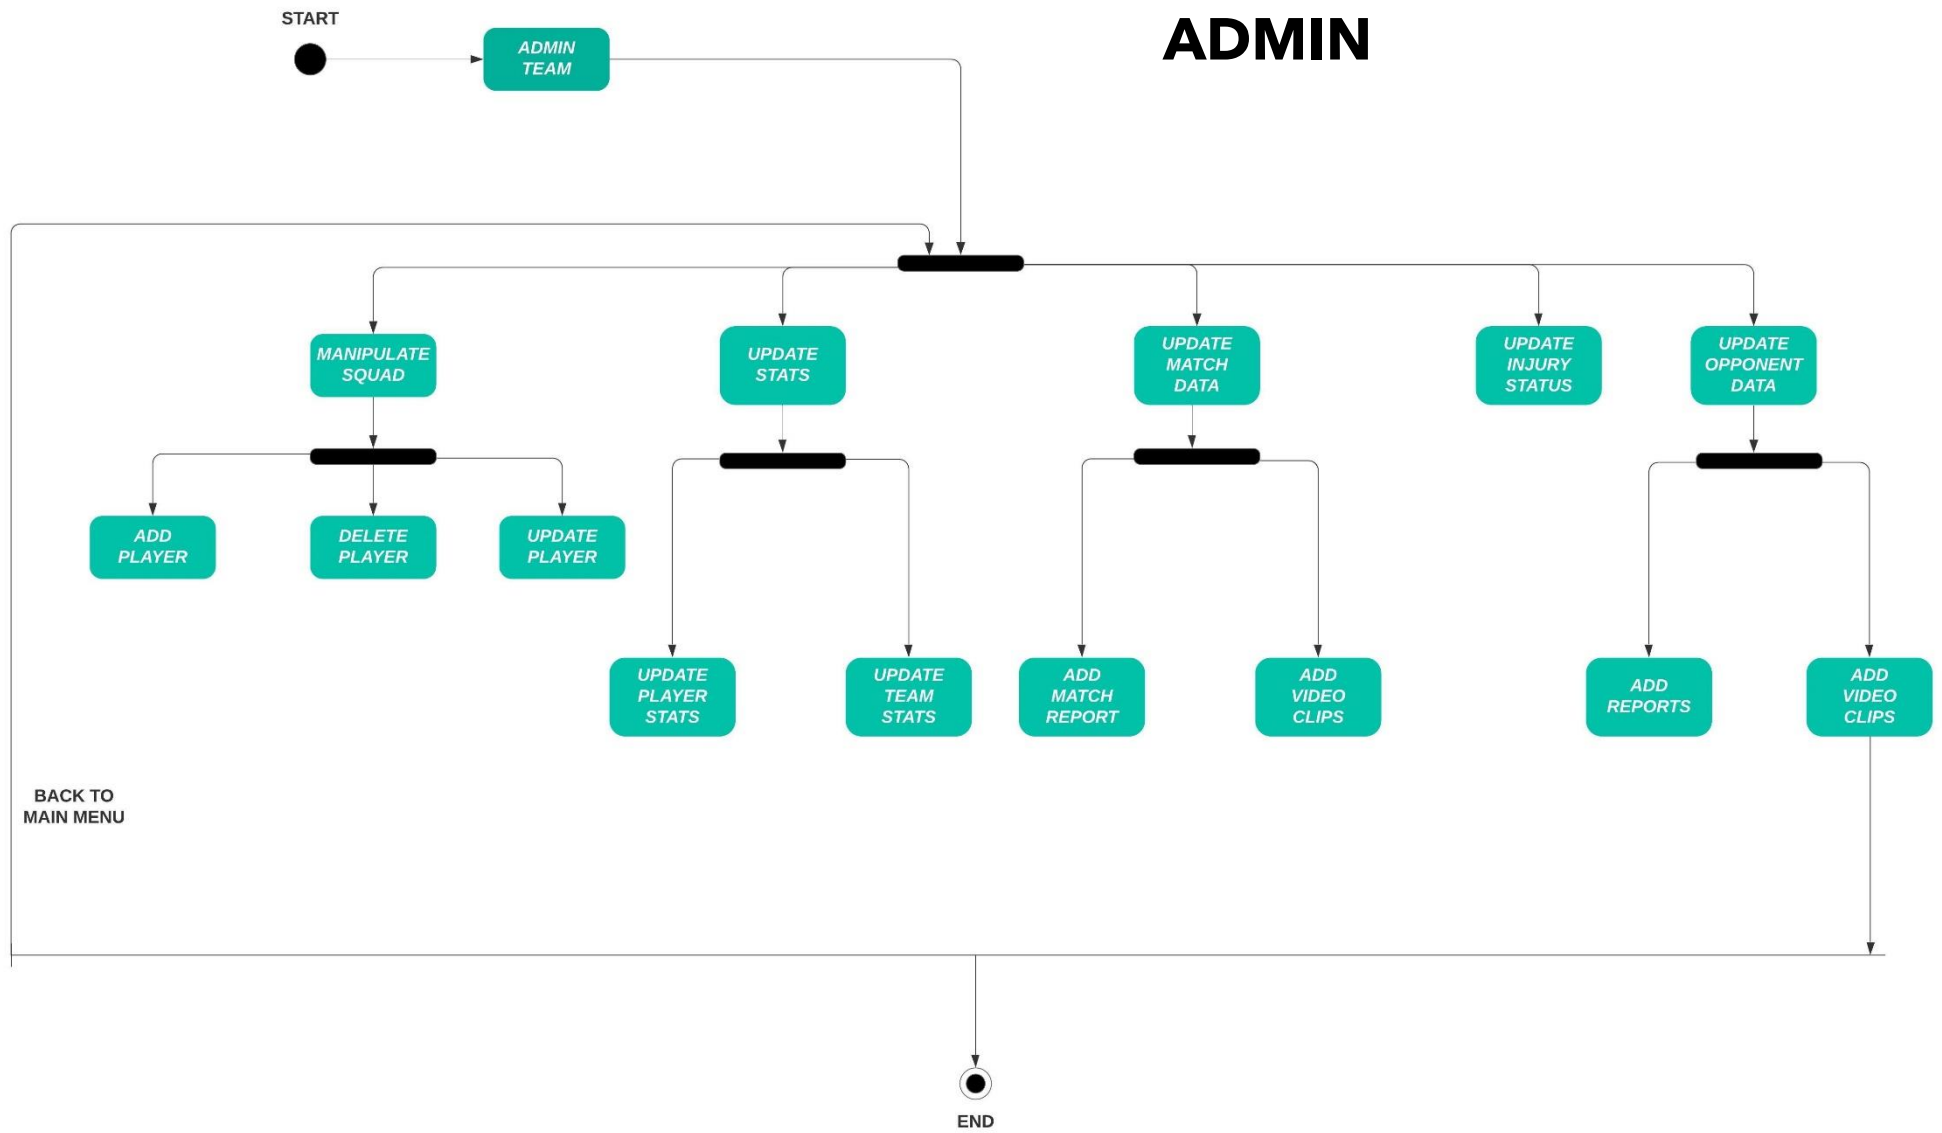 START
ADMIN
ADMIN
TEAM
MANIPULATE
SQUAD
UPDATE
STATS
UPDATE
MATCH
DATA
UPDATE
INJURY
STATUS
UPDATE
OPPONENT
DATA
ADD
PLAYER
DELETE
PLAYER
UPDATE
PLAYER
UPDATE
PLAYER
STATS
UPDATE
TEAM
STATS
ADD
MATCH
REPORT
ADD
VIDEO
CLIPS
ADD
REPORTS
ADD
VIDEO
CLIPS
BACK TO
MAIN MENU
END